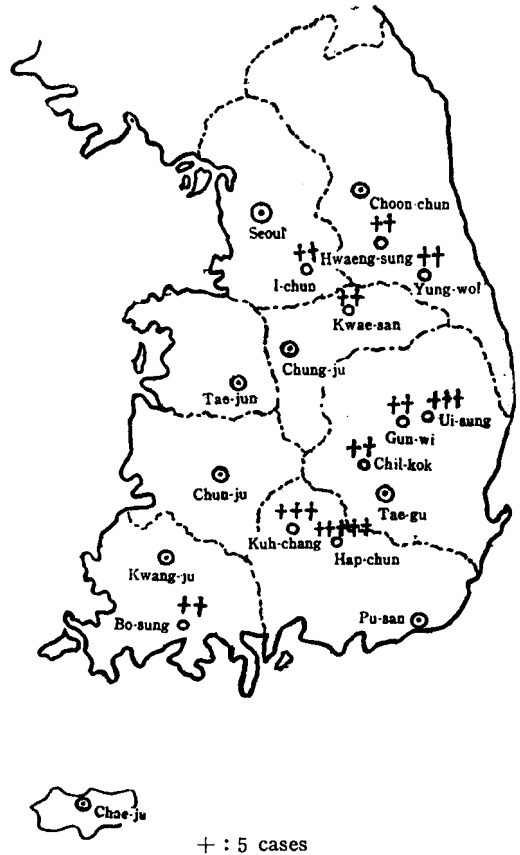 Choon-chun
Seoul
Hwaeng-sung
I-chun
Yung-wol
Kwae-san
Chung-ju
Tae-jun
Ui-sung
Gun-wi
Chil-kok
Chun-ju
Tae-gu
Kuh-chang
Hap-chun
Kwang-ju
Bo-sung
Pu-san
Chae-ju
+ : 5 cases